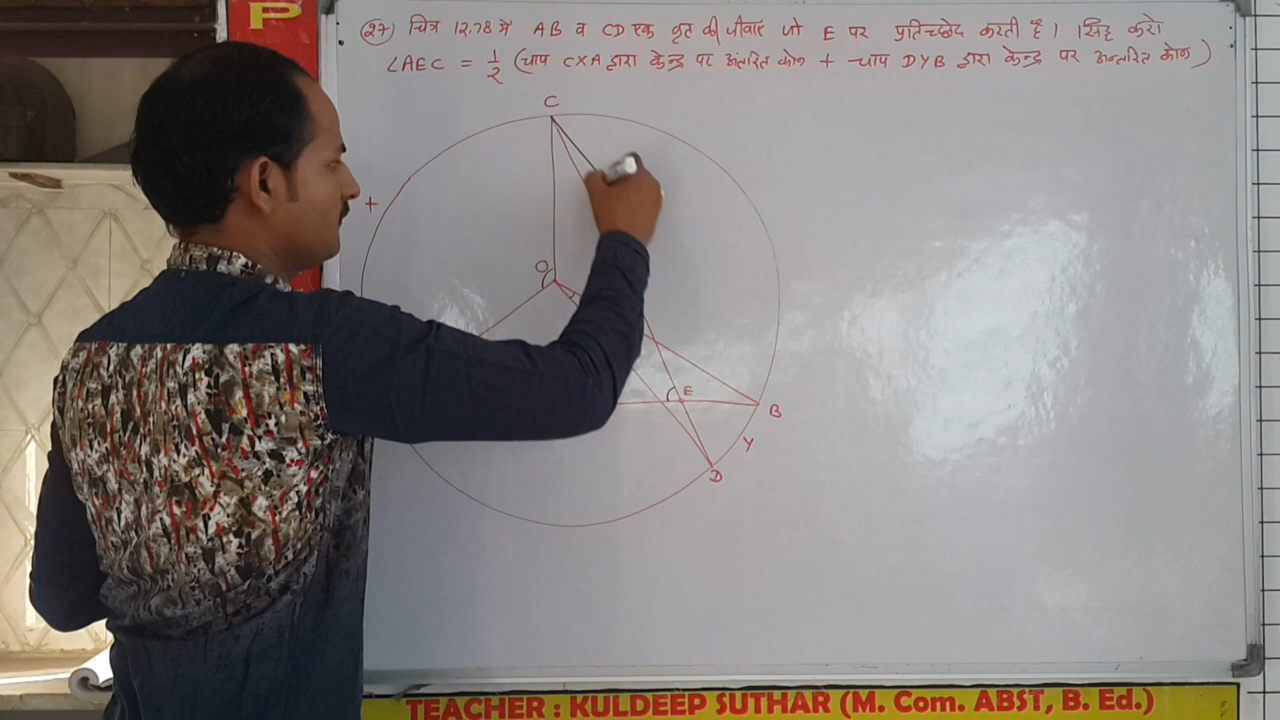 P
27) चित्र 12.78 में AB व CD एक वृत की जीवाए जो E पर प्रतिच्छेद करती है। सिद्ध करो
∠AEC = 1/2 (चाप CXA द्वारा केन्द्र पर अंतरित कोण + चाप DYB द्वारा केन्द्र पर अन्तरित कोण)
C
+
O
E
B
Y
D
TEACHER : KULDEEP SUTHAR (M. Com. ABST, B. Ed.)